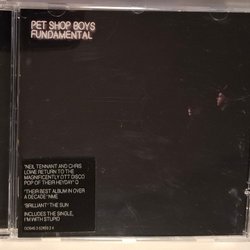 PET SHOP BOYS
FUNDAMENTAL
"NEIL TENNANT AND CHRIS
LOWE RETURN TO THE
MAGNIFICENTLY OTT DISCO
POP OF THEIR HEYDAY" Q
"THEIR BEST ALBUM IN OVER
A DECADE" NME
"BRILLIANT" THE SUN
INCLUDES THE SINGLE,
I'M WITH STUPID